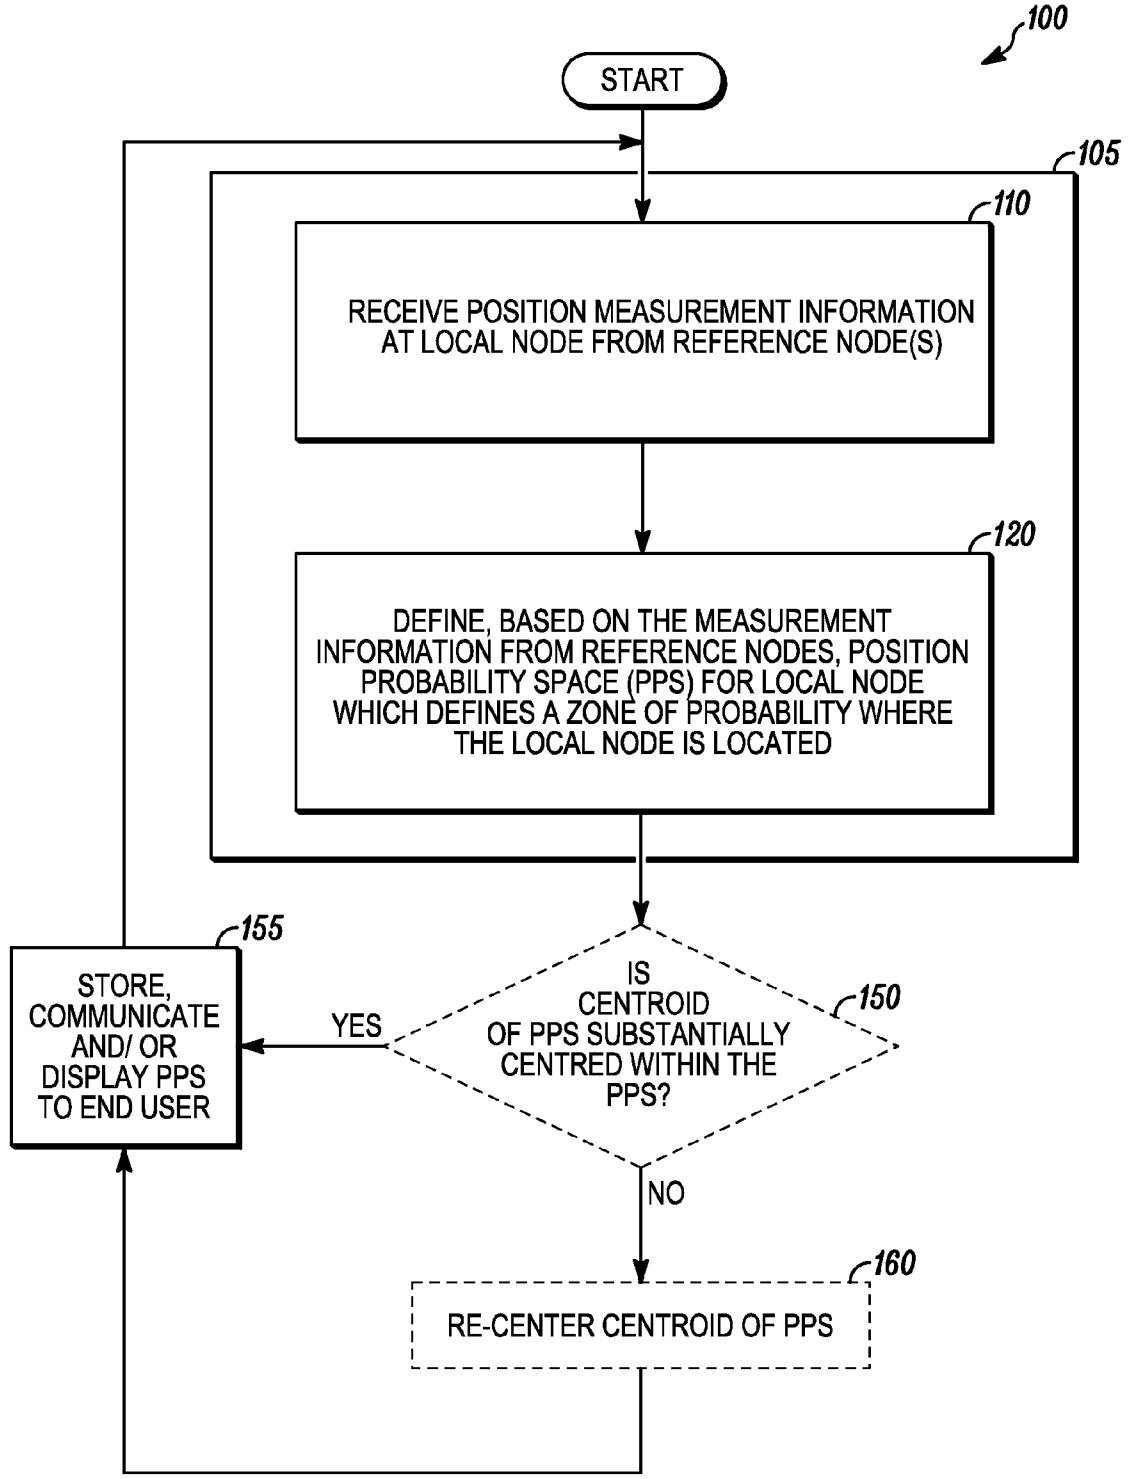 100
START
105
110
RECEIVE POSITION MEASUREMENT INFORMATION
AT LOCAL NODE FROM REFERENCE NODE(S)
120
DEFINE, BASED ON THE MEASUREMENT
INFORMATION FROM REFERENCE NODES, POSITION
PROBABILITY SPACE (PPS) FOR LOCAL NODE
WHICH DEFINES A ZONE OF PROBABILITY WHERE
THE LOCAL NODE IS LOCATED
155
STORE,
COMMUNICATE
AND/ OR
DISPLAY PPS
TO END USER
YES
150
IS
CENTROID
OF PPS SUBSTANTIALLY
CENTRED WITHIN THE
PPS?
NO
160
RE-CENTER CENTROID OF PPS